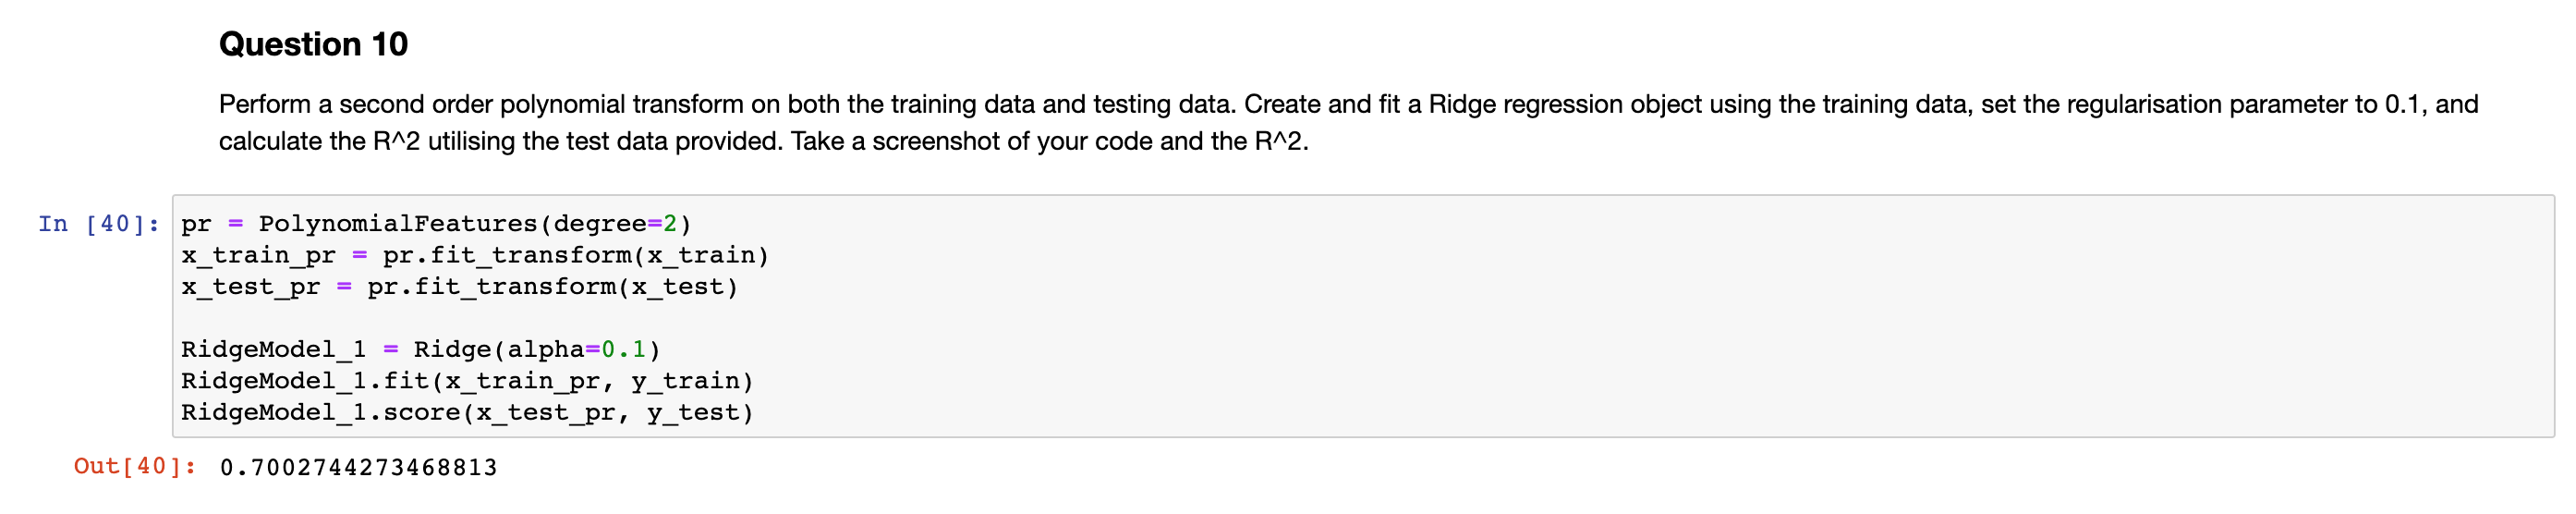 Question 10
Perform a second order polynomial transform on both the training data and testing data. Create and fit a Ridge regression object using the training data, set the regularisation parameter to 0.1, and
calculate the R^2 utilising the test data provided. Take a screenshot of your code and the R^2.
In [40]: pr = PolynomialFeatures(degree=2)
x_train_pr = pr.fit_transform(x_train)
x_test_pr = pr.fit_transform(x_test)
RidgeModel_1 = Ridge(alpha=0.1)
RidgeModel_1.fit(x_train_pr, y_train)
RidgeModel_1.score(x_test_pr, y_test)
Out[40]: 0.7002744273468813